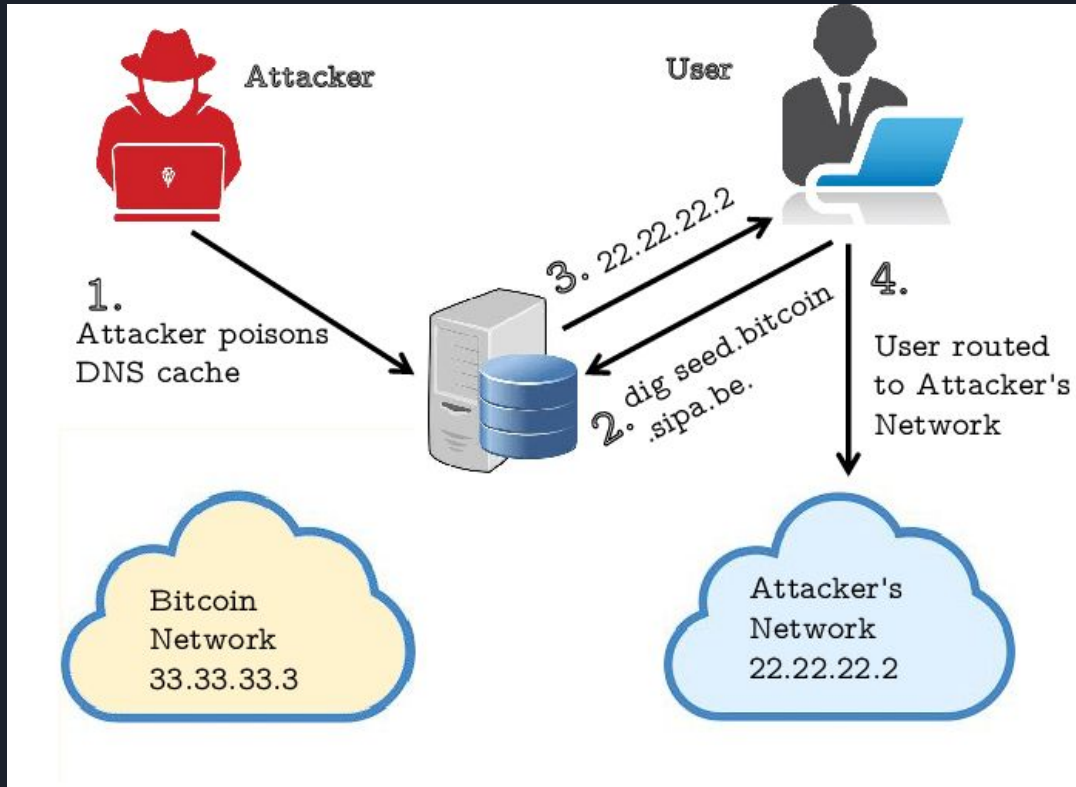 Attacker
User
1.
Attacker poisons
DNS cache
3. 22.22.22.2
2. dig seed.bitcoin
.sipa.be.
4.
User routed
to Attacker's
Network
Bitcoin
Network
33.33.33.3
Attacker's
Network
22.22.22.2